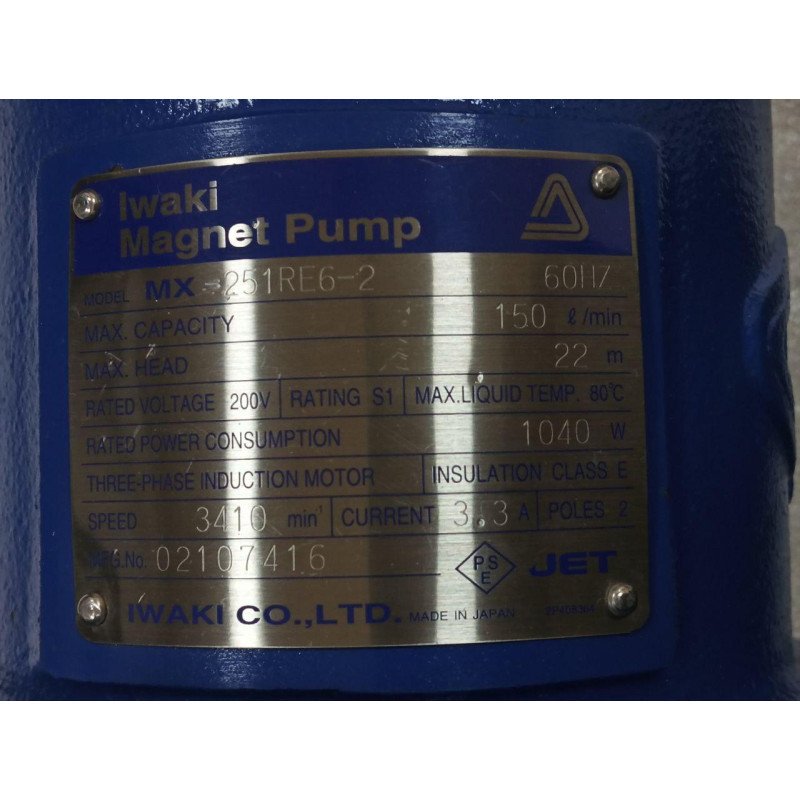 Iwaki
Magnet Pump
MODEL MX-251RE6-2 60HZ
MAX. CAPACITY 150 ℓ/min
MAX. HEAD 22 m
RATED VOLTAGE 200V RATING S1 MAX.LIQUID TEMP. 80℃
RATED POWER CONSUMPTION 1040 W
THREE-PHASE INDUCTION MOTOR INSULATION CLASS E
SPEED 3410 min⁻¹ CURRENT 3.3 A POLES 2
MFG.No. 02107416 PSE JET
IWAKI CO.,LTD. MADE IN JAPAN